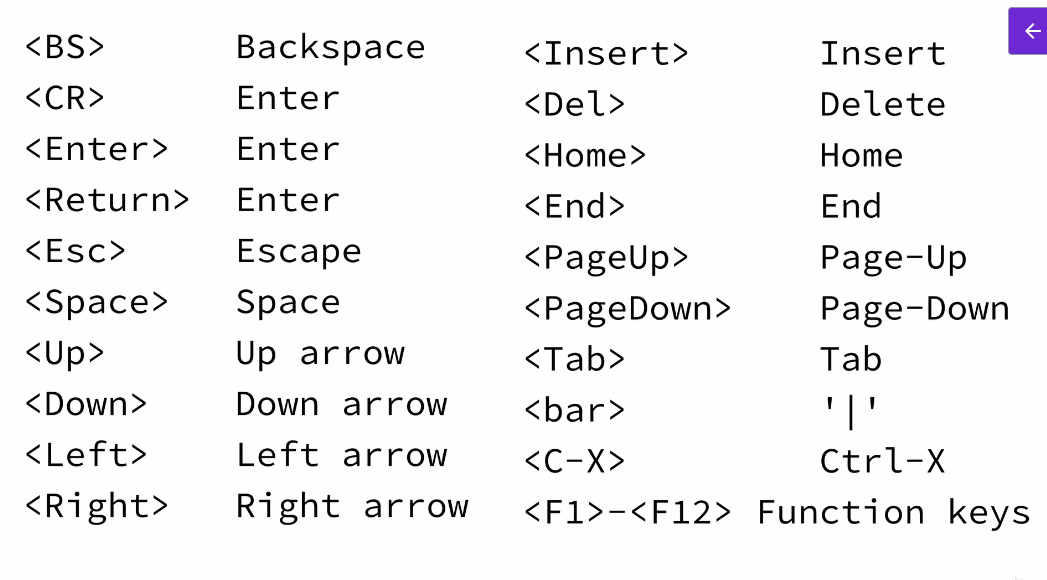 <BS> Backspace
<CR> Enter
<Enter> Enter
<Return> Enter
<Esc> Escape
<Space> Space
<Up> Up arrow
<Down> Down arrow
<Left> Left arrow
<Right> Right arrow
<Insert> Insert
<Del> Delete
<Home> Home
<End> End
<PageUp> Page-Up
<PageDown> Page-Down
<Tab> Tab
<bar> '|'
<C-X> Ctrl-X
<F1>-<F12> Function keys